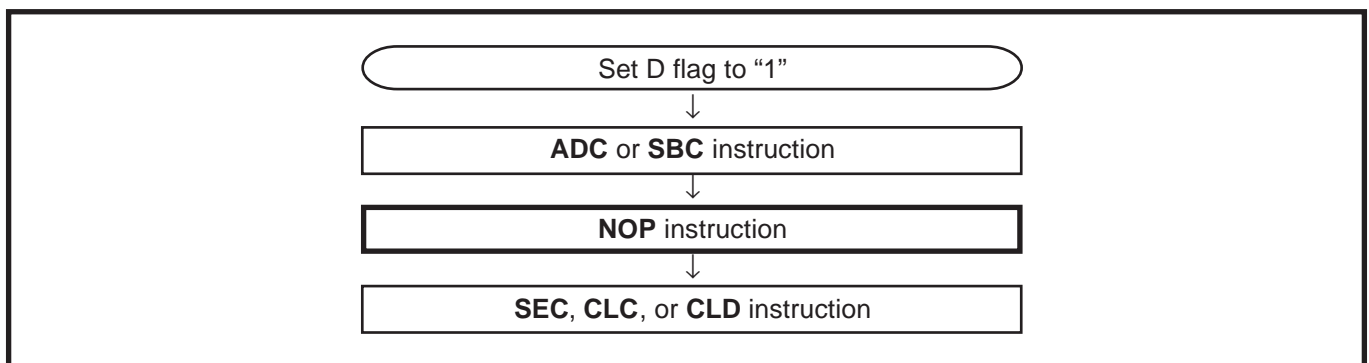 Set D flag to “1”
↓
ADC or SBC instruction
↓
NOP instruction
↓
SEC, CLC, or CLD instruction